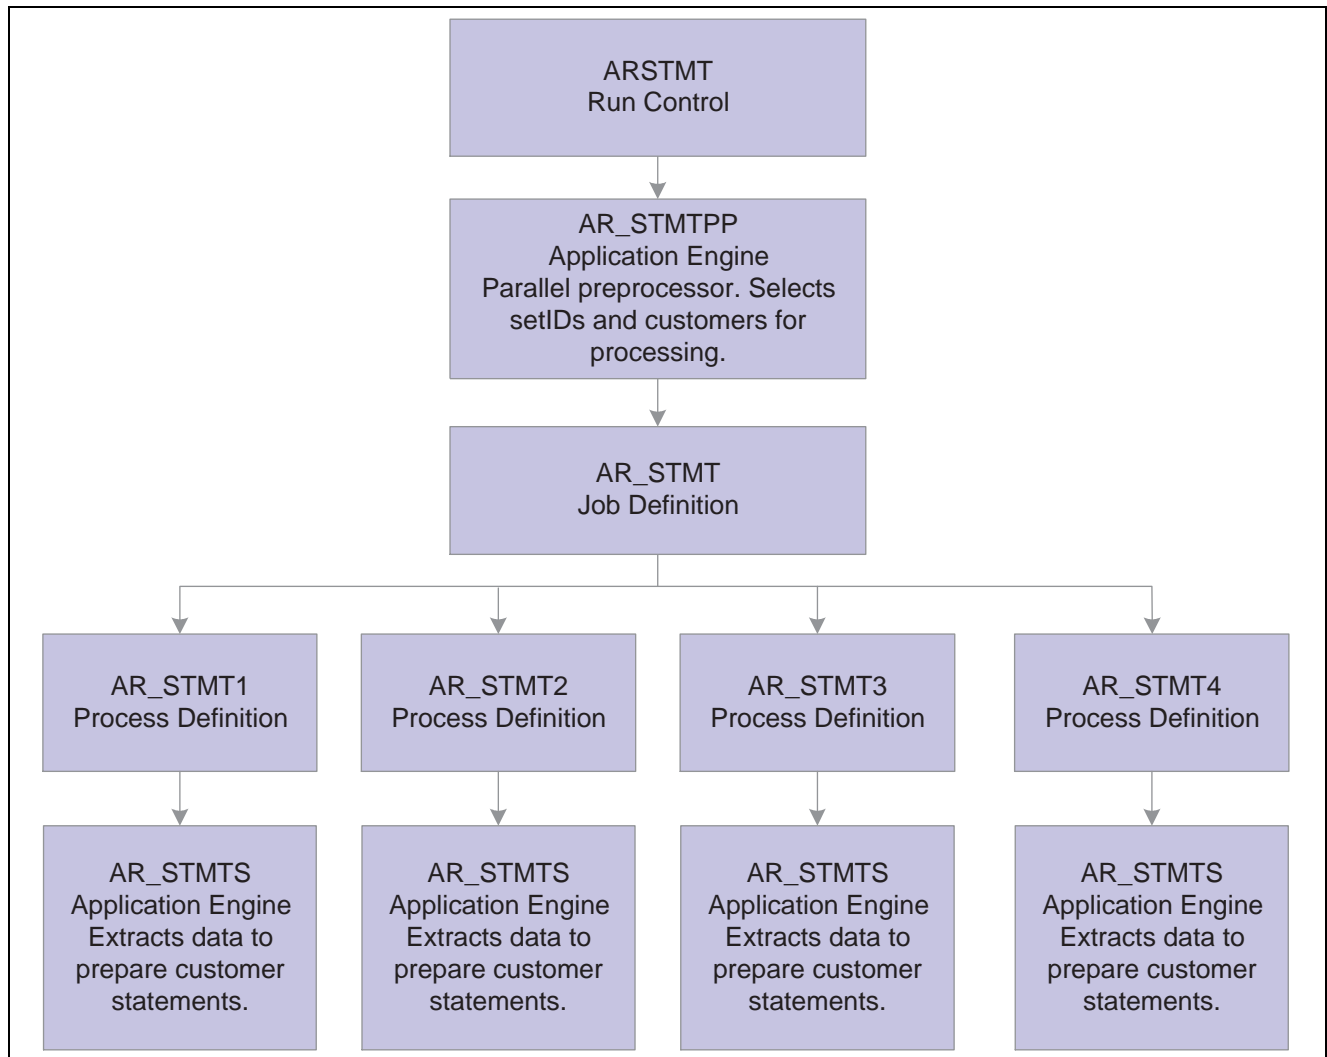 ARSTMT
Run Control
AR_STMTPP
Application Engine
Parallel preprocessor. Selects
setIDs and customers for
processing.
AR_STMT
Job Definition
AR_STMT1
Process Definition
AR_STMT2
Process Definition
AR_STMT3
Process Definition
AR_STMT4
Process Definition
AR_STMTS
Application Engine
Extracts data to
prepare customer
statements.
AR_STMTS
Application Engine
Extracts data to
prepare customer
statements.
AR_STMTS
Application Engine
Extracts data to
prepare customer
statements.
AR_STMTS
Application Engine
Extracts data to
prepare customer
statements.